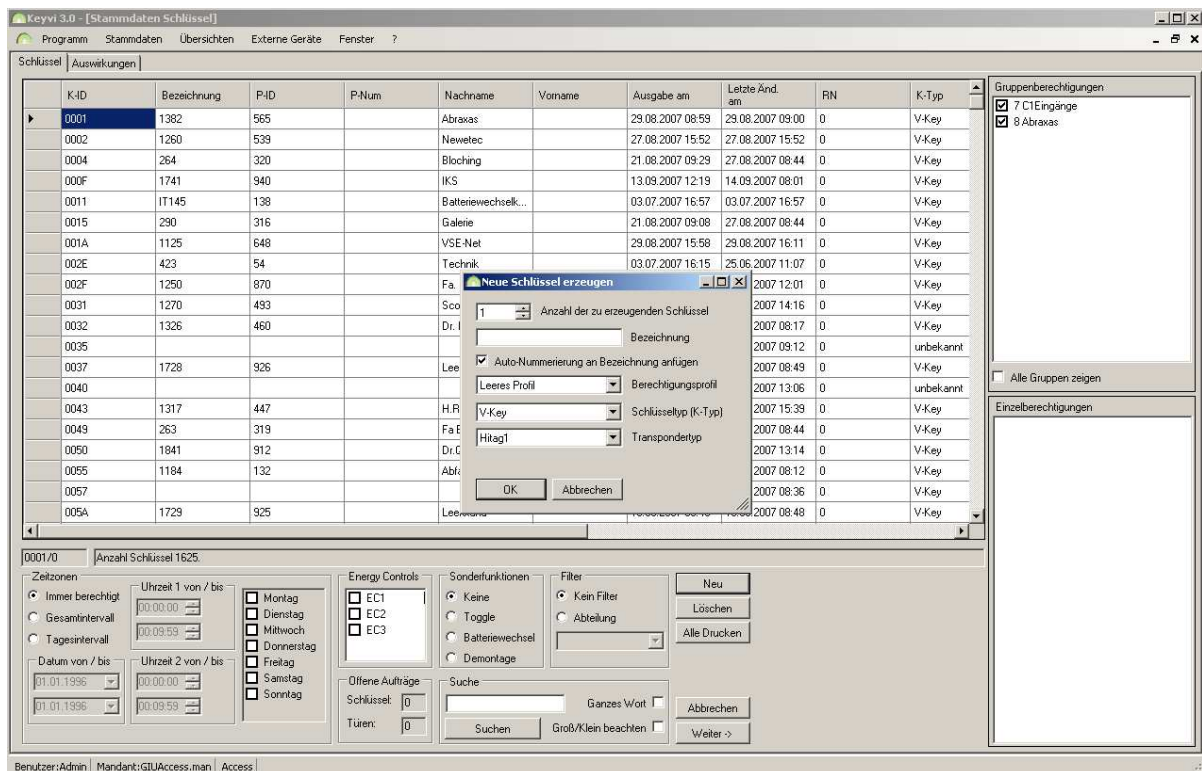 Keyvi 3.0 - [Stammdaten Schlüssel]
Programm Stammdaten Übersichten Externe Geräte Fenster ?
Schlüssel Auswirkungen
K-ID Bezeichnung P-ID P-Num Nachname Vorname Ausgabe am Letzte Änd. am RN K-Typ
0001 1382 565 Abraxas 29.08.2007 08:59 29.08.2007 09:00 0 V-Key
0002 1260 539 Newetec 27.08.2007 15:52 27.08.2007 15:52 0 V-Key
0004 264 320 Bloching 21.08.2007 09:29 27.08.2007 08:44 0 V-Key
000F 1741 940 IKS 13.09.2007 12:19 14.09.2007 08:01 0 V-Key
0011 IT145 138 Batteriewechselk... 03.07.2007 16:57 03.07.2007 16:57 0 V-Key
0015 290 316 Galerie 21.08.2007 09:08 27.08.2007 08:44 0 V-Key
001A 1125 648 VSE-Net 29.08.2007 15:58 29.08.2007 16:11 0 V-Key
002E 423 54 Technik 03.07.2007 16:15 25.06.2007 11:07 0 V-Key
002F 1250 870 Fa. 2007 12:01 0 V-Key
0031 1270 493 Sco 2007 14:16 0 V-Key
0032 1326 460 Dr. 2007 08:17 0 V-Key
0035 2007 09:12 0 unbekannt
0037 1728 926 Lee 2007 08:49 0 V-Key
0040 2007 13:06 0 unbekannt
0043 1317 447 H.R 2007 15:39 0 V-Key
0049 263 319 Fa 2007 08:44 0 V-Key
0050 1841 912 2007 13:14 0 V-Key
0055 1184 132 2007 08:12 0 V-Key
0057 2007 08:36 0 V-Key
005A 1729 925 2007 08:48 0 V-Key
Neue Schlüssel erzeugen
1 Anzahl der zu erzeugenden Schlüssel
Bezeichnung
Auto-Nummerierung an Bezeichnung anfügen
Leeres Profil Berechtigungsprofil
V-Key Schlüsseltyp (K-Typ)
Hitag1 Transpondertyp
OK Abbrechen
Gruppenberechtigungen
7 C1Eingänge
8 Abraxas
Alle Gruppen zeigen
Einzelberechtigungen
0001/0 Anzahl Schlüssel 1625.
Zeitzonen
Immer berechtigt
Gesamtintervall
Tagesintervall
Uhrzeit 1 von / bis
00:00:00
00:09:59
Datum von / bis
01.01.1996
01.01.1996
Uhrzeit 2 von / bis
00:00:00
00:09:59
Montag
Dienstag
Mittwoch
Donnerstag
Freitag
Samstag
Sonntag
Energy Controls
EC1
EC2
EC3
Offene Aufträge
Schlüssel: 0
Türen: 0
Sonderfunktionen
Keine
Toggle
Batteriewechsel
Demontage
Filter
Kein Filter
Abteilung
Suche
Ganzes Wort
Suchen Groß/Klein beachten
Neu
Löschen
Alle Drucken
Abbrechen
Weiter ->
Benutzer:Admin Mandant:GIUAccess.man Access